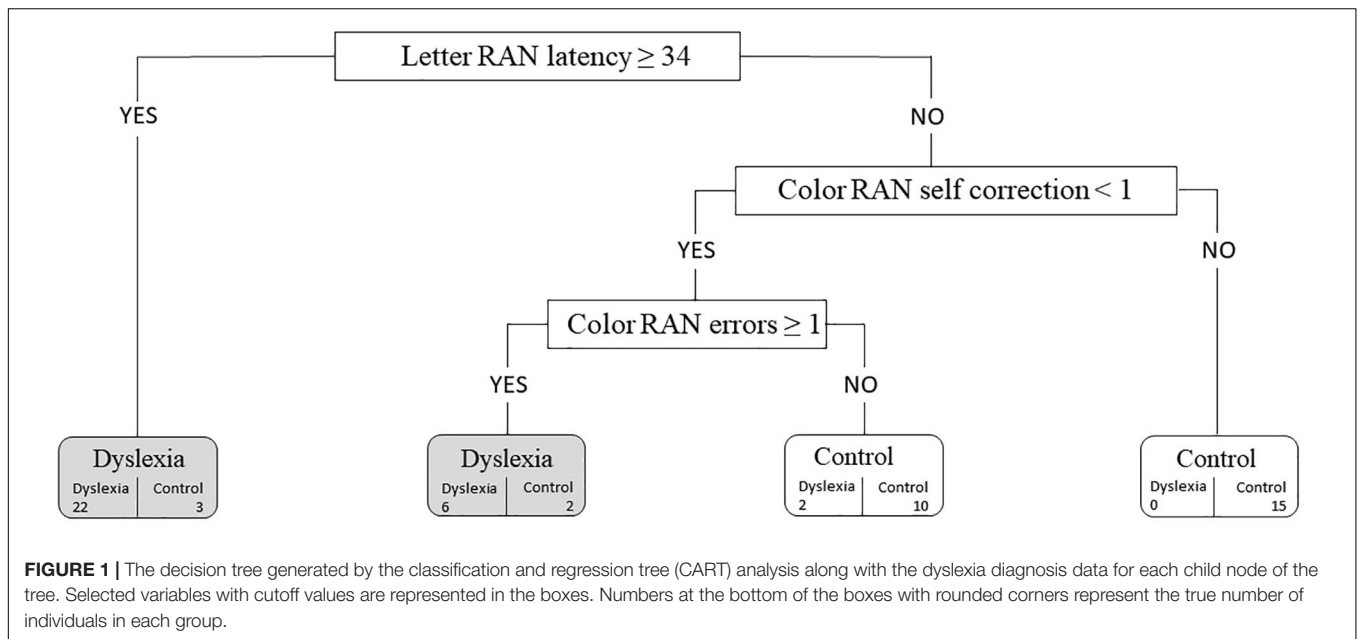 Letter RAN latency ≥ 34
YES
NO
Color RAN self correction < 1
YES
NO
Color RAN errors ≥ 1
YES
NO
Dyslexia
Dyslexia Control
22 3
Dyslexia
Dyslexia Control
6 2
Control
Dyslexia Control
2 10
Control
Dyslexia Control
0 15
FIGURE 1 | The decision tree generated by the classification and regression tree (CART) analysis along with the dyslexia diagnosis data for each child node of the
tree. Selected variables with cutoff values are represented in the boxes. Numbers at the bottom of the boxes with rounded corners represent the true number of
individuals in each group.